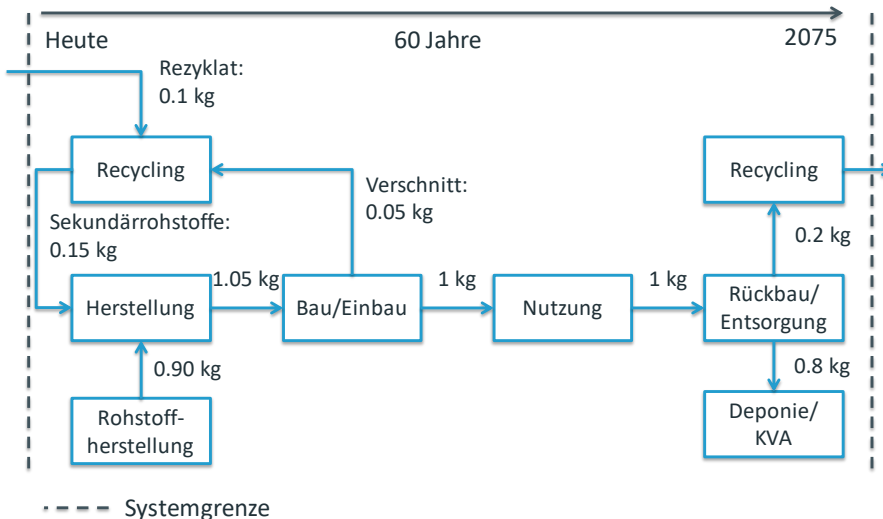 Heute
60 Jahre
2075
Rezyklat:
0.1 kg
Recycling
Recycling
Verschnitt:
0.05 kg
Sekundärrohstoffe:
0.15 kg
0.2 kg
1.05 kg
1 kg
1 kg
Herstellung
Bau/Einbau
Nutzung
Rückbau/
Entsorgung
0.90 kg
0.8 kg
Rohstoff-
herstellung
Deponie/
KVA
Systemgrenze